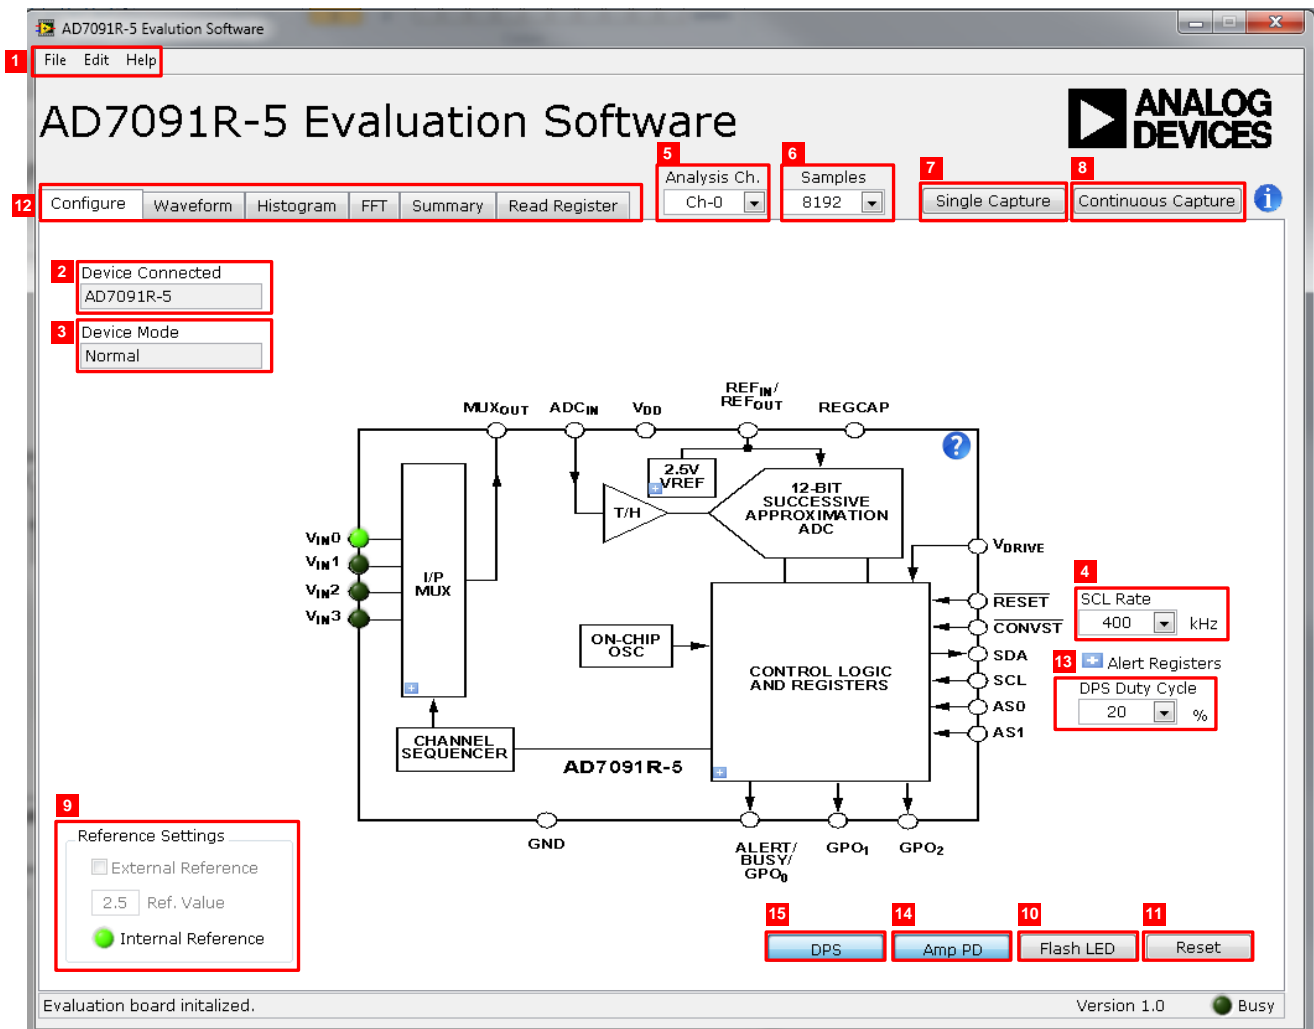 AD7091R-5 Evalution Software
1
File Edit Help
AD7091R-5 Evaluation Software
ANALOG
DEVICES
5
6
7
8
Analysis Ch.
Samples
12
Configure
Waveform
Histogram
FFT
Summary
Read Register
Ch-0
8192
Single Capture
Continuous Capture
i
2
Device Connected
AD7091R-5
3
Device Mode
Normal
MUXOUT
ADCIN
VDD
REFIN/
REFOUT
REGCAP
?
2.5V
VREF
T/H
12-BIT
SUCCESSIVE
APPROXIMATION
ADC
VIN0
VIN1
VIN2
VIN3
I/P
MUX
VDRIVE
4
SCL Rate
400
kHz
RESET
CONVST
SDA
SCL
AS0
AS1
ON-CHIP
OSC
CONTROL LOGIC
AND REGISTERS
13
Alert Registers
DPS Duty Cycle
20
%
CHANNEL
SEQUENCER
AD7091R-5
9
Reference Settings
External Reference
2.5
Ref. Value
Internal Reference
GND
ALERT/
BUSY/
GPO0
GPO1
GPO2
15
14
10
11
DPS
Amp PD
Flash LED
Reset
Evaluation board initalized.
Version 1.0
Busy